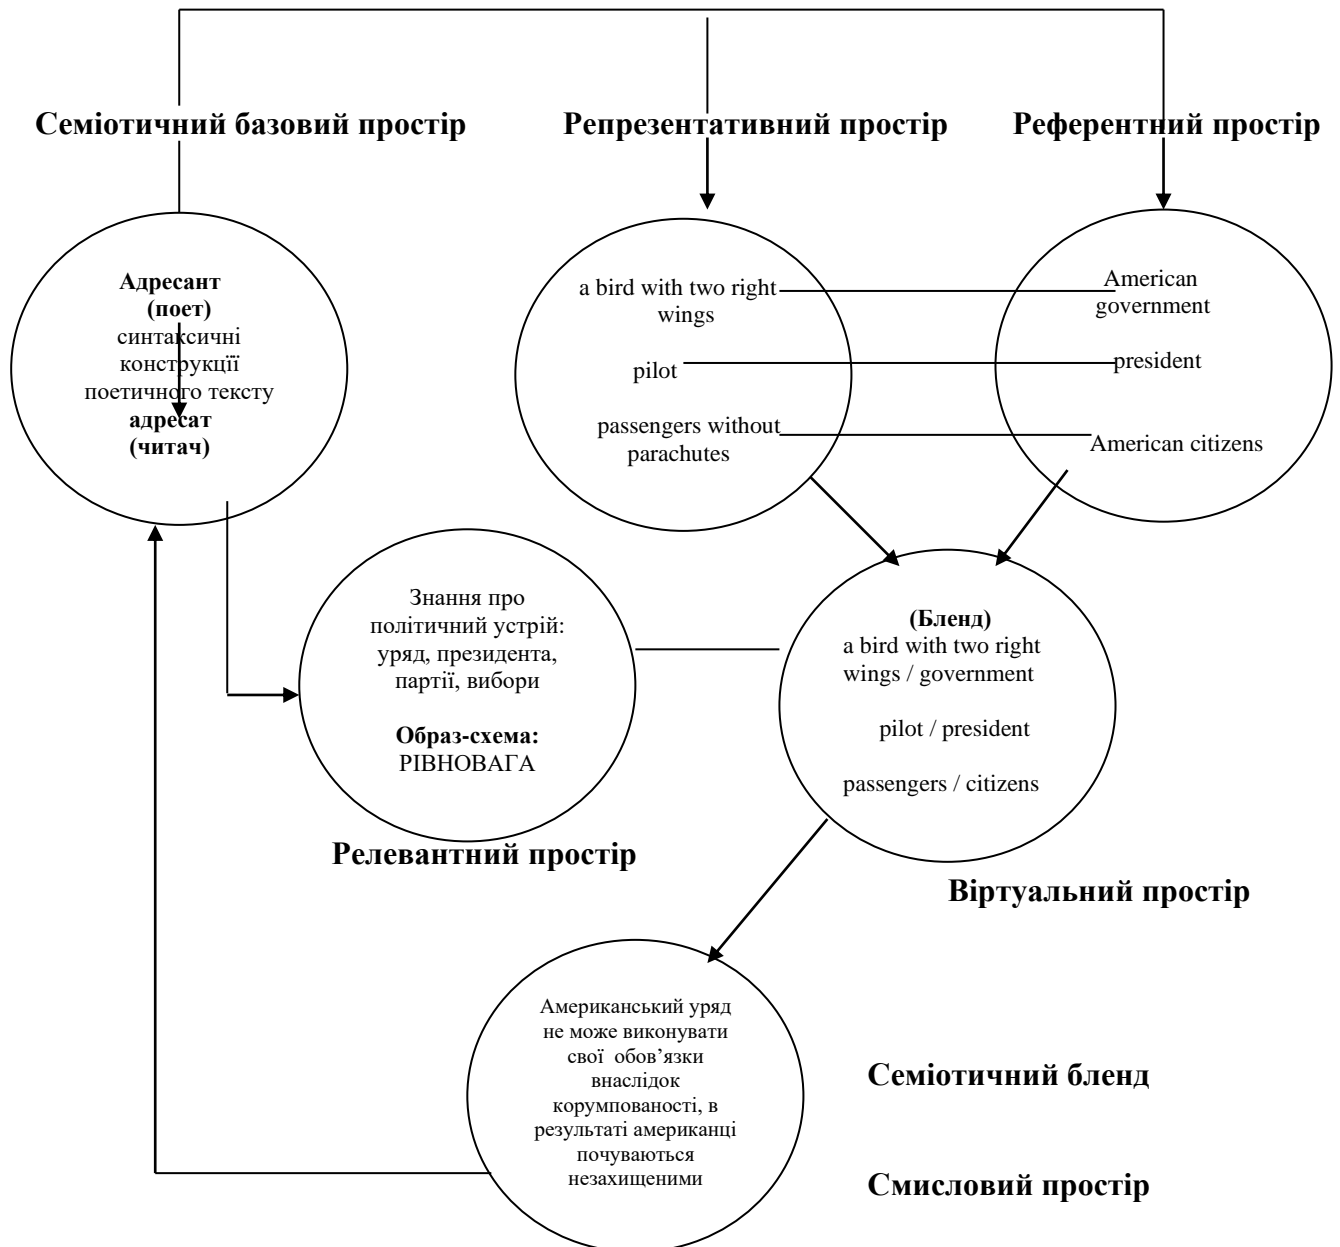 Семіотичний базовий простір
Репрезентативний простір
Референтний простір
Адресант
(поет)
синтаксичні
конструкції
поетичного тексту
адресат
(читач)
a bird with two right
wings
pilot
passengers without
parachutes
American
government
president
American citizens
Знання про
політичний устрій:
уряд, президента,
партії, вибори
Образ-схема:
РІВНОВАГА
Релевантний простір
(Бленд)
a bird with two right
wings / government
pilot / president
passengers / citizens
Віртуальний простір
Американський уряд
не може виконувати
свої обов’язки
внаслідок
корумпованості, в
результаті американці
почуваються
незахищеними
Семіотичний бленд
Смисловий простір